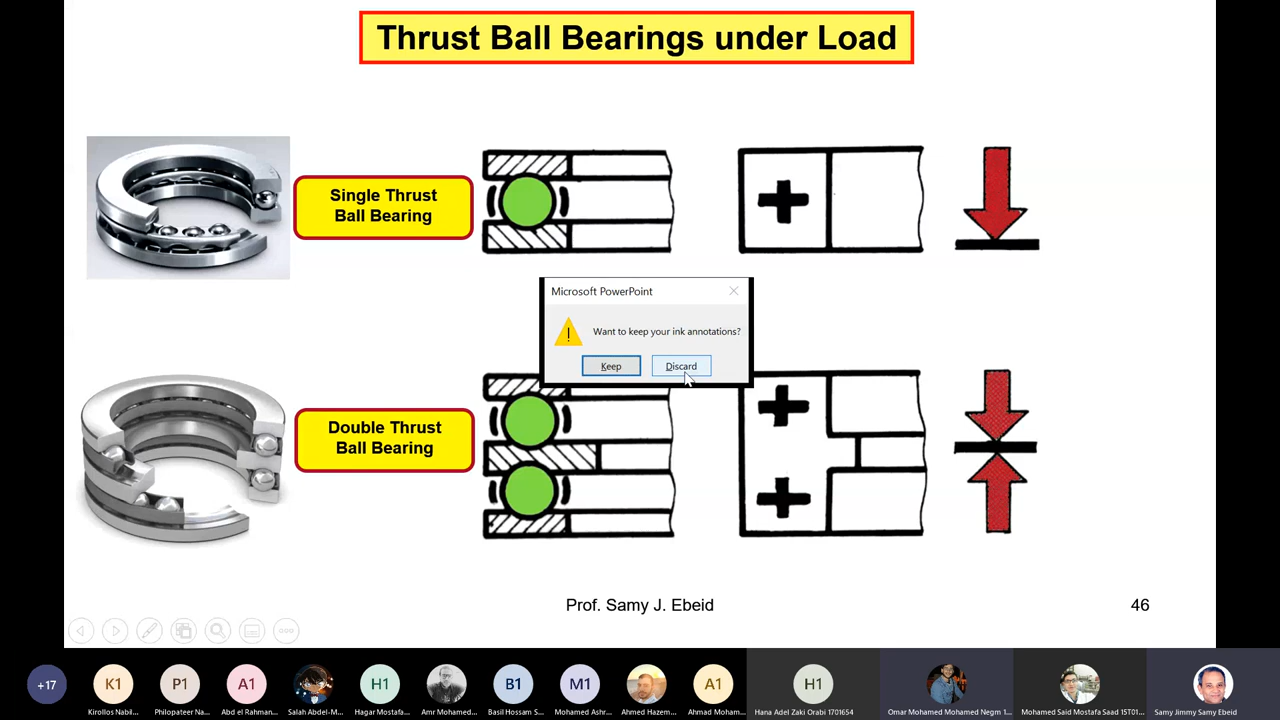 Thrust Ball Bearings under Load
Single Thrust
Ball Bearing
Microsoft PowerPoint
Want to keep your ink annotations?
Keep
Discard
Double Thrust
Ball Bearing
Prof. Samy J. Ebeid
46
+17
K1
P1
A1
H1
B1
M1
A1
H1
Kirollos Nabil...
Philopateer Na...
Abd el Rahman...
Salah Abdel-M...
Hagar Mostafa...
Amr Mohamed...
Basil Hossam S...
Mohamed Ashr...
Ahmed Hazem...
Ahmad Moham...
Hana Adel Zaki Orabi 1701654
Omar Mohamed Mohamed Negm 1...
Mohamed Said Mostafa Saad 15T01...
Samy Jimmy Samy Ebeid